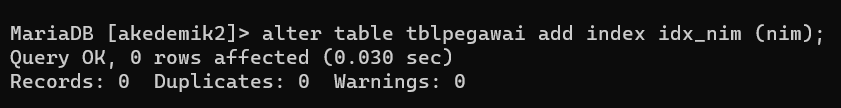 MariaDB [akedemik2]> alter table tblpegawai add index idx_nim (nim);
Query OK, 0 rows affected (0.030 sec)
Records: 0  Duplicates: 0  Warnings: 0